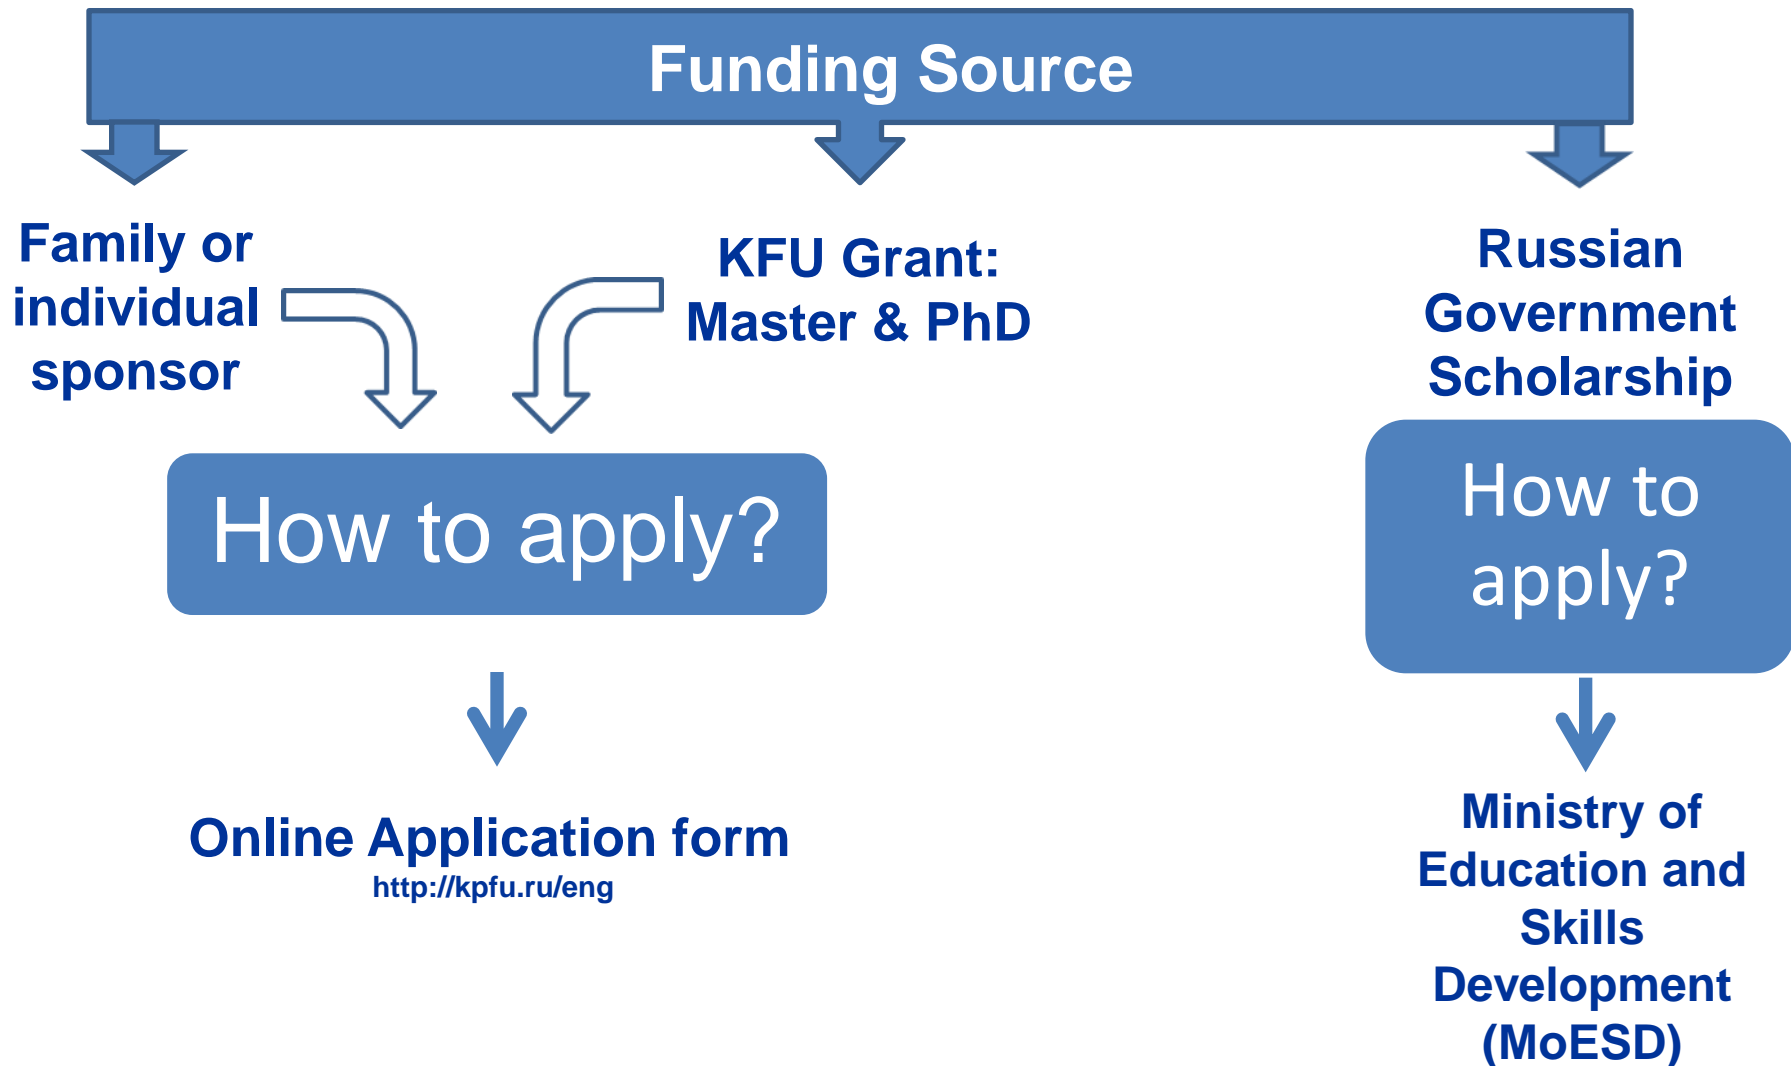 Funding Source
Family or
individual
sponsor
KFU Grant:
Master & PhD
Russian
Government
Scholarship
How to apply?
How to
apply?
Online Application form
http://kpfu.ru/eng
Ministry of
Education and
Skills
Development
(MoESD)